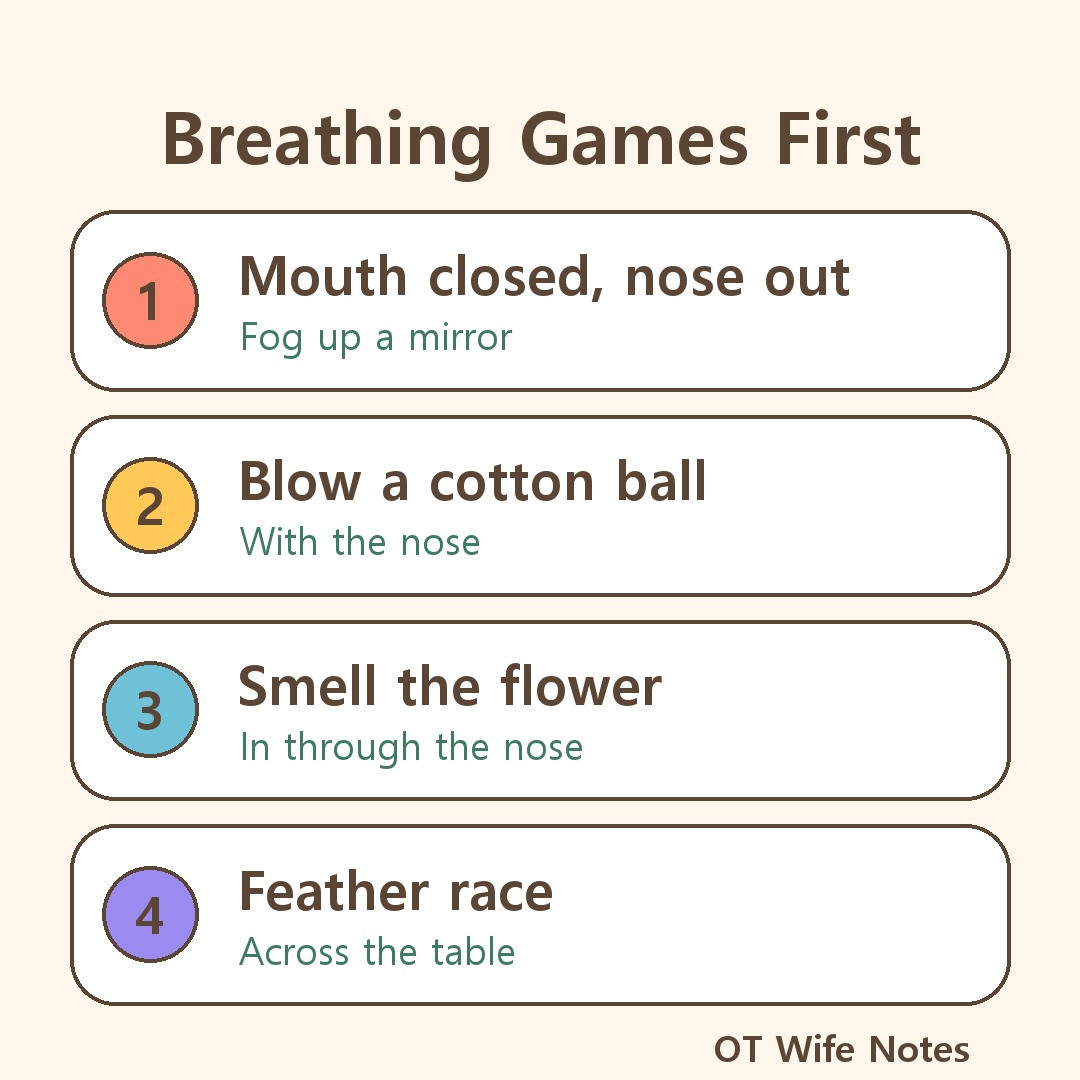 Breathing Games First
1
Mouth closed, nose out
Fog up a mirror
2
Blow a cotton ball
With the nose
3
Smell the flower
In through the nose
4
Feather race
Across the table
OT Wife Notes